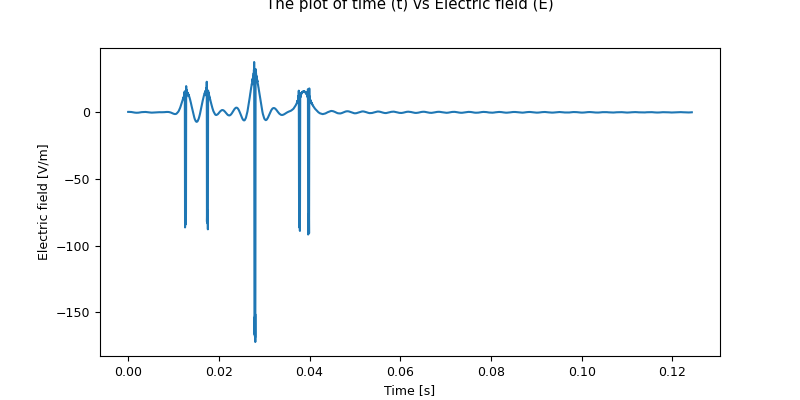 The plot of time (t) vs Electric field (E)
0
−50
−100
−150
Electric field [V/m]
0.00 0.02 0.04 0.06 0.08 0.10 0.12
Time [s]